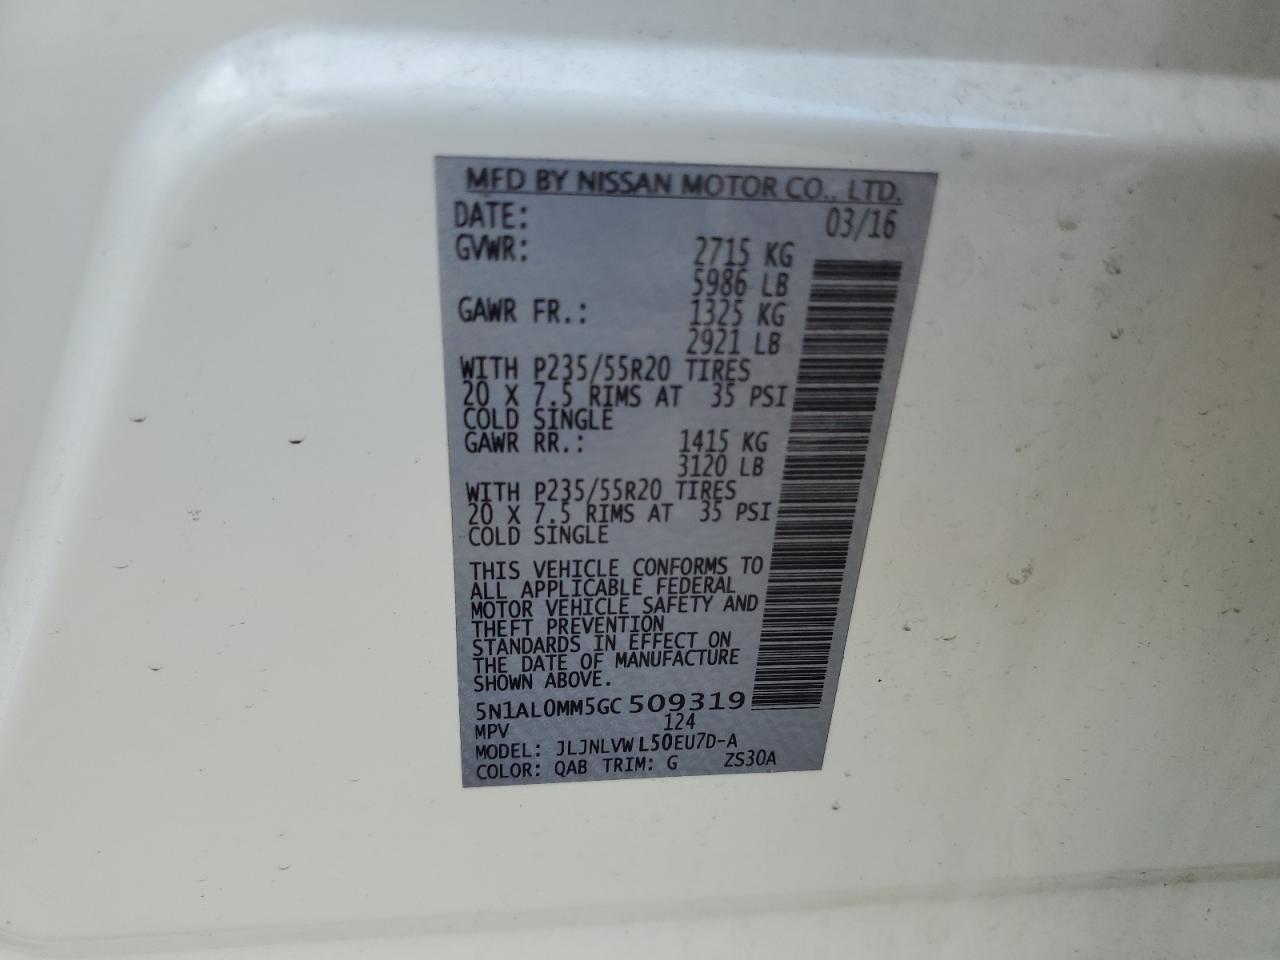 MFD BY NISSAN MOTOR CO., LTD.
DATE: 03/16
GVWR: 2715 KG
5986 LB
GAWR FR.: 1325 KG
2921 LB
WITH P235/55R20 TIRES
20 X 7.5 RIMS AT 35 PSI
COLD SINGLE
GAWR RR.: 1415 KG
3120 LB
WITH P235/55R20 TIRES
20 X 7.5 RIMS AT 35 PSI
COLD SINGLE
THIS VEHICLE CONFORMS TO
ALL APPLICABLE FEDERAL
MOTOR VEHICLE SAFETY AND
THEFT PREVENTION
STANDARDS IN EFFECT ON
THE DATE OF MANUFACTURE
SHOWN ABOVE.
5N1AL0MM5GC 509319
MPV 124
MODEL: JLJNLVW L50EU7D-A
COLOR: QAB TRIM: G ZS30A